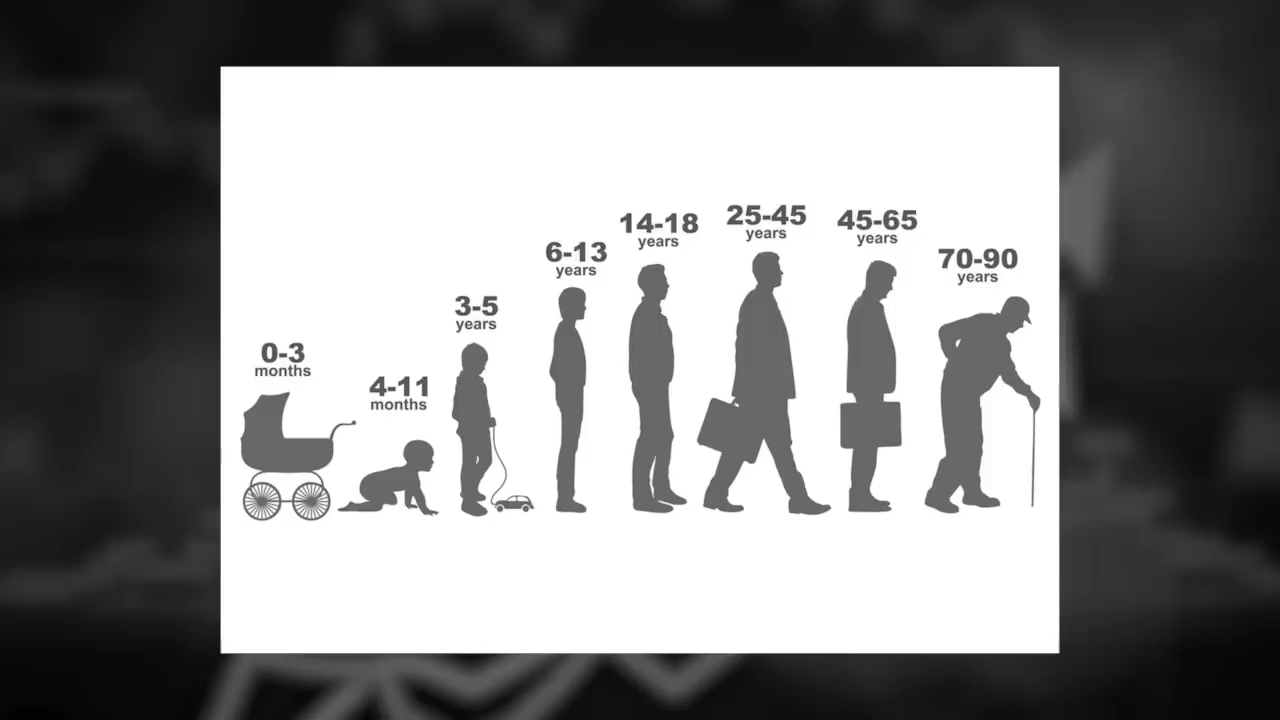 0-3
months
4-11
months
3-5
years
6-13
years
14-18
years
25-45
years
45-65
years
70-90
years